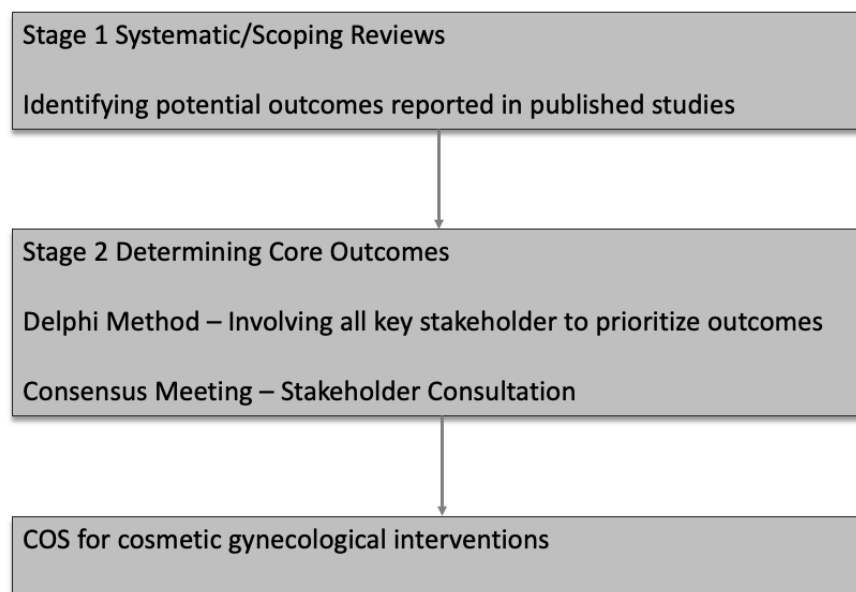 Stage 1 Systematic/Scoping Reviews
Identifying potential outcomes reported in published studies
Stage 2 Determining Core Outcomes
Delphi Method – Involving all key stakeholder to prioritize outcomes
Consensus Meeting – Stakeholder Consultation
COS for cosmetic gynecological interventions